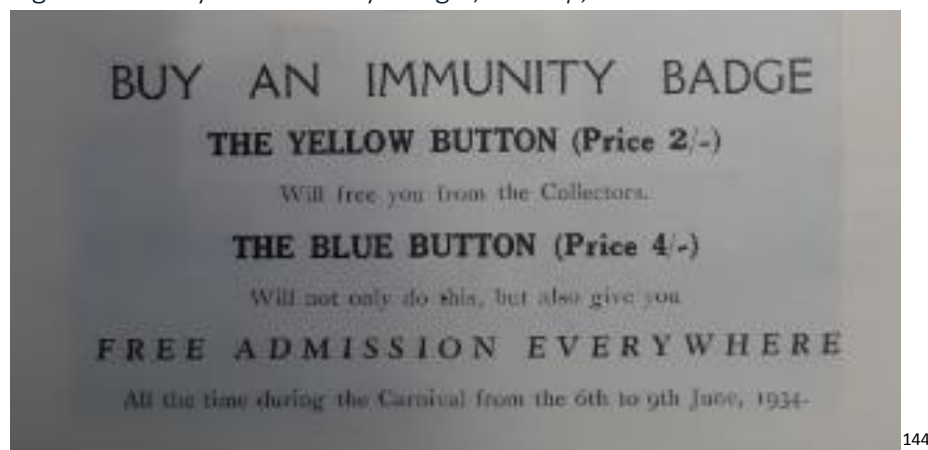 BUY AN IMMUNITY BADGE
THE YELLOW BUTTON (Price 2/-)
Will free you from the Collectors.
THE BLUE BUTTON (Price 4/-)
Will not only do this, but also give you
FREE ADMISSION EVERYWHERE
All the time during the Carnival from the 6th to 9th June, 1934.
144